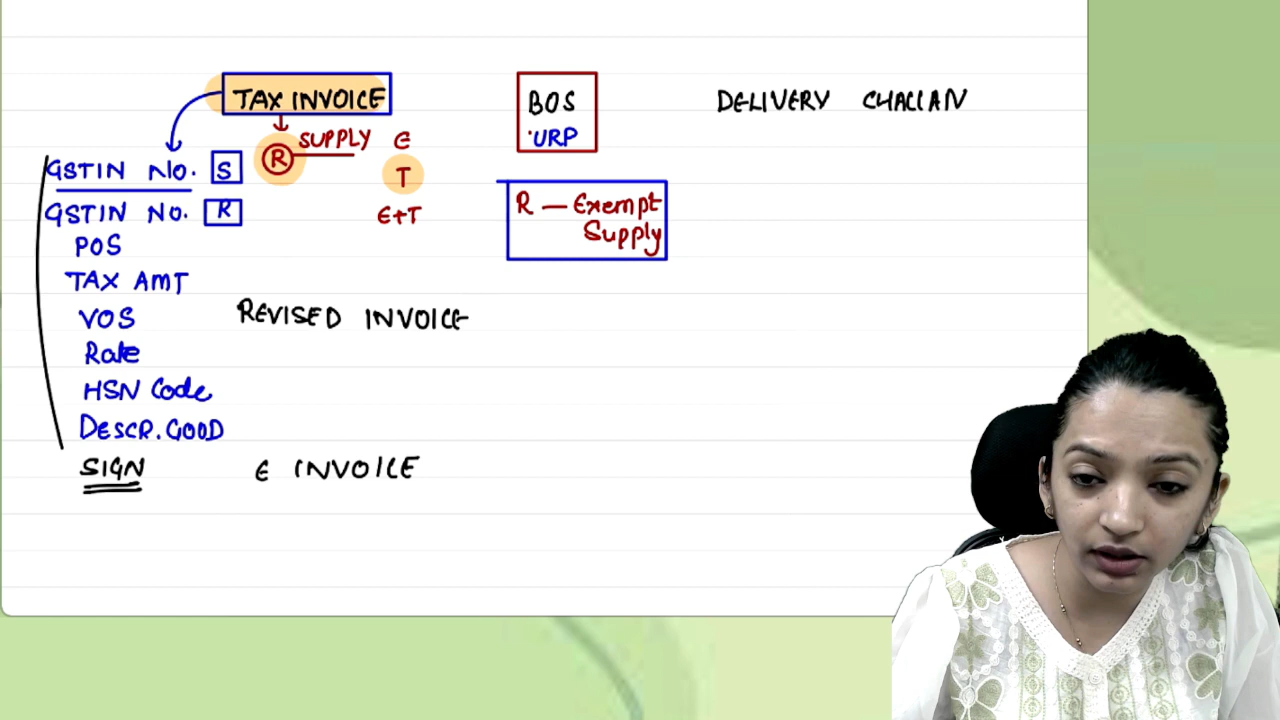 TAX INVOICE
BOS
·URP
DELIVERY CHALLAN
R SUPPLY
E
T
E+T
GSTIN No. S
GSTIN No. R
POS
TAX AMT
VOS
Rate
HSN Code
DESCR. GOOD
SIGN
R — Exempt
Supply
REVISED INVOICE
E INVOICE